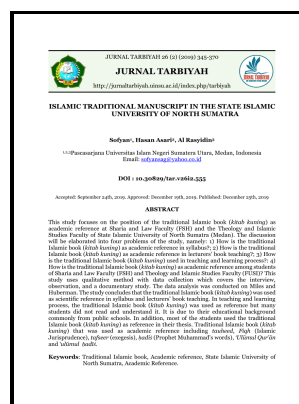 JURNAL TARBIYAH 26 (2) (2019) 345-370
JURNAL TARBIYAH
http://jurnaltarbiyah.uinsu.ac.id/index.php/tarbiyah
ISLAMIC TRADITIONAL MANUSCRIPT IN THE STATE ISLAMIC
UNIVERSITY OF NORTH SUMATRA
Sofyan¹, Hasan Asari², Al Rasyidin³
¹,²,³Pascasarjana Universitas Islam Negeri Sumatera Utara, Medan, Indonesia
Email: sofyansag@yahoo.co.id
DOI : 10.30829/tar.v26i2.555
Accepted: September 24th, 2019. Approved: December 19th, 2019. Published: December 25th, 2019
ABSTRACT
This study focuses on the position of the traditional Islamic book (kitab kuning) as
academic reference at Sharia and Law Faculty (FSH) and the Theology and Islamic
Studies Faculty of State Islamic University of North Sumatra (Medan). The discussion
will be elaborated into four problems of the study, namely: 1) How is the traditional
Islamic book (kitab kuning) as academic reference in syllabus?; 2) How is the traditional
Islamic book (kitab kuning) as academic reference in lecturers' book teaching?; 3) How
is the traditional Islamic book (kitab kuning) used in teaching and learning process?; 4)
How is the traditional Islamic book (kitab kuning) as academic reference among students
of Sharia and Law Faculty (FSH) and Theology and Islamic Studies Faculty (FUSI)? This
study uses qualitative method with data collection which covers the interview,
observation, and a documentary study. The data analysis was conducted on Miles and
Huberman. The study concludes that the traditional Islamic book (kitab kuning) was used
as scientific reference in syllabus and lecturers' book teaching. In teaching and learning
process, the traditional Islamic book (kitab kuning) was used as reference but many
students did not read and understand it. It is due to their educational background
commonly from public schools. In addition, most of the students used the traditional
Islamic book (kitab kuning) as reference in their thesis. Traditional Islamic book (kitab
kuning) that was used as academic reference including tauheed, Fiqh (Islamic
Jurisprudence), tafseer (exegesis), hadis (Prophet Muhammad's words), 'Ulūmul Qur'ān
and 'ulūmul hadīs.
Keywords: Traditional Islamic book, Academic reference, State Islamic University of
North Sumatra, Academic Reference.